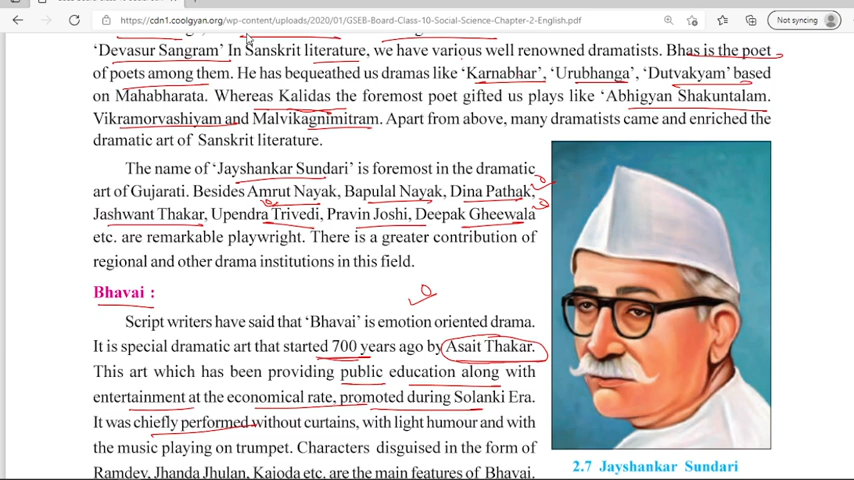 https://cdn1.coolgyan.org/wp-content/uploads/2020/01/GSEB-Board-Class-10-Social-Science-Chapter-2-English.pdf
Not syncing
'Devasur Sangram' In Sanskrit literature, we have various well renowned dramatists. Bhas is the poet
of poets among them. He has bequeathed us dramas like 'Karnabhar', 'Urubhanga', 'Dutvakyam' based
on Mahabharata. Whereas Kalidas the foremost poet gifted us plays like 'Abhigyan Shakuntalam.
Vikramorvashiyam and Malvikagnimitram. Apart from above, many dramatists came and enriched the
dramatic art of Sanskrit literature.
The name of 'Jayshankar Sundari' is foremost in the dramatic
art of Gujarati. Besides Amrut Nayak, Bapulal Nayak, Dina Pathak,
Jashwant Thakar, Upendra Trivedi, Pravin Joshi, Deepak Gheewala
etc. are remarkable playwright. There is a greater contribution of
regional and other drama institutions in this field.
Bhavai :
Script writers have said that 'Bhavai' is emotion oriented drama.
It is special dramatic art that started 700 years ago by Asait Thakar.
This art which has been providing public education along with
entertainment at the economical rate, promoted during Solanki Era.
It was chiefly performed without curtains, with light humour and with
the music playing on trumpet. Characters disguised in the form of
Ramdev, Jhanda Jhulan, Kajoda etc. are the main features of Bhavai.
2.7 Jayshankar Sundari